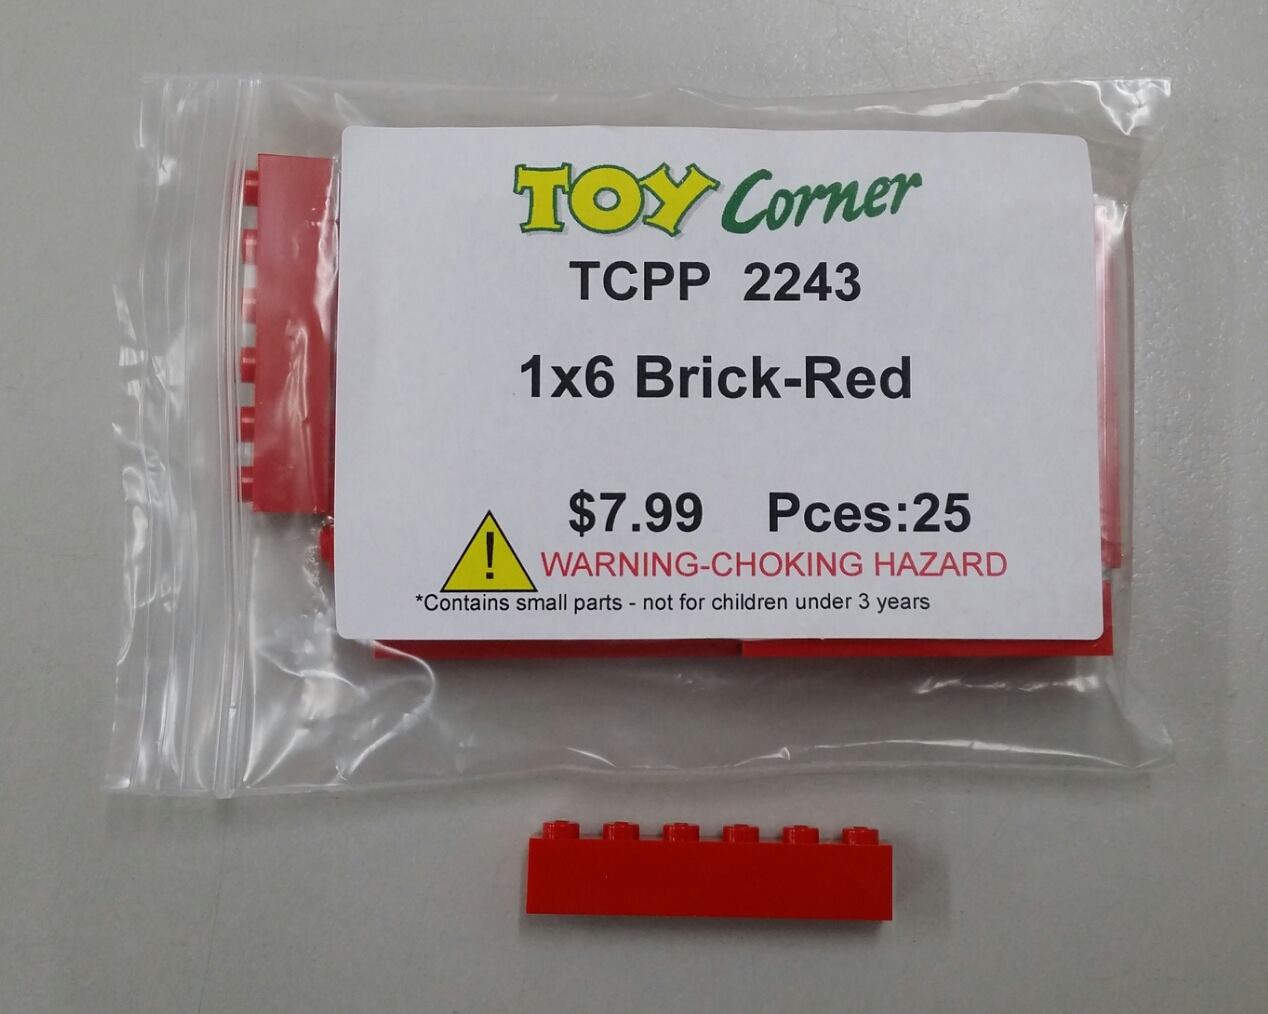 TOY Corner
TCPP 2243
1x6 Brick-Red
$7.99 Pces:25
! WARNING-CHOKING HAZARD
*Contains small parts - not for children under 3 years